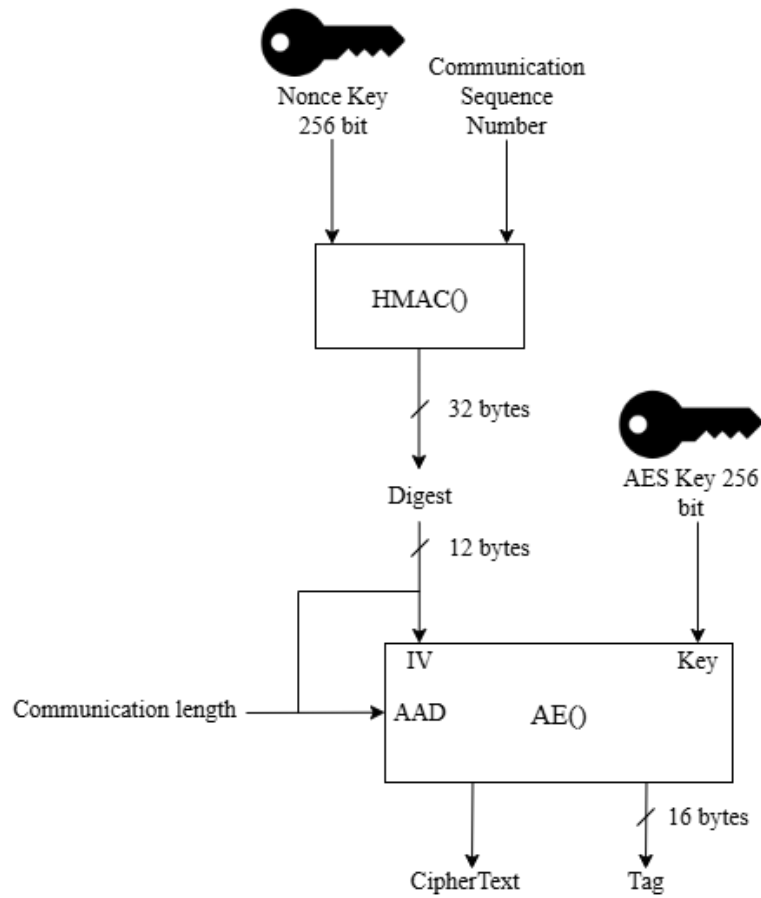 Nonce Key
256 bit
Communication
Sequence
Number
HMAC()
32 bytes
Digest
AES Key 256
bit
12 bytes
IV
Key
Communication length
AAD
AE()
16 bytes
CipherText
Tag